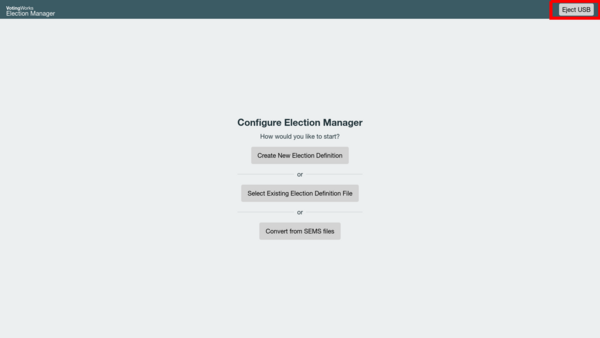 VotingWorks
Election Manager
Eject USB
Configure Election Manager
How would you like to start?
Create New Election Definition
or
Select Existing Election Definition File
or
Convert from SEMS files